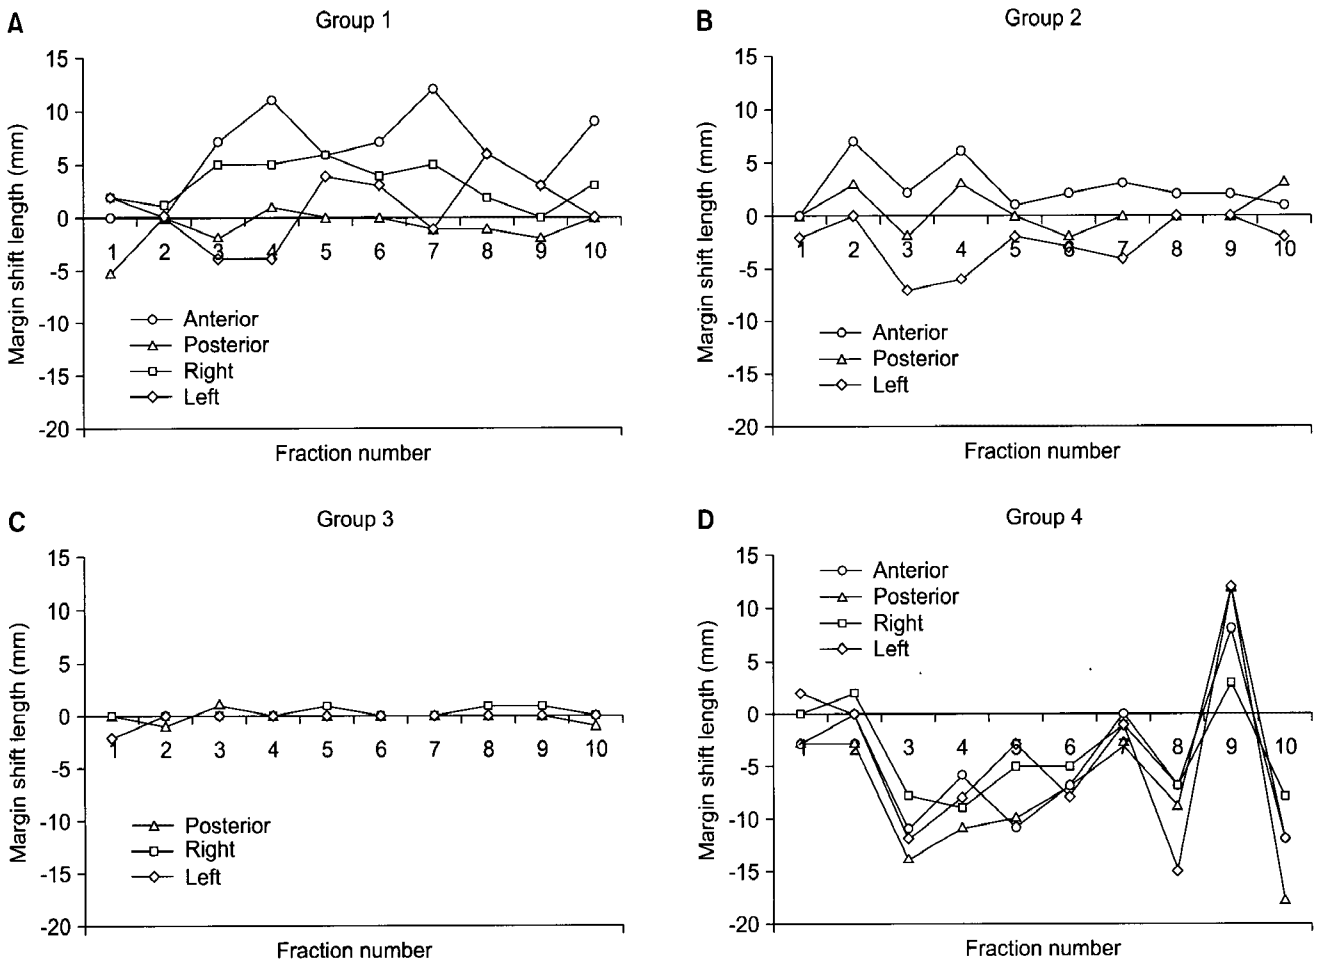 A
Group 1
Margin shift length (mm)
15
10
5
0
-5
-10
-15
-20
1 2 3 4 5 6 7 8 9 10
Anterior
Posterior
Right
Left
Fraction number
B
Group 2
Margin shift length (mm)
15
10
5
0
-5
-10
-15
-20
1 2 3 4 5 6 7 8 9 10
Anterior
Posterior
Left
Fraction number
C
Group 3
Margin shift length (mm)
15
10
5
0
-5
-10
-15
-20
1 2 3 4 5 6 7 8 9 10
Posterior
Right
Left
Fraction number
D
Group 4
Margin shift length (mm)
15
10
5
0
-5
-10
-15
-20
Anterior
Posterior
Right
Left
3 4 6 8 9 10
Fraction number